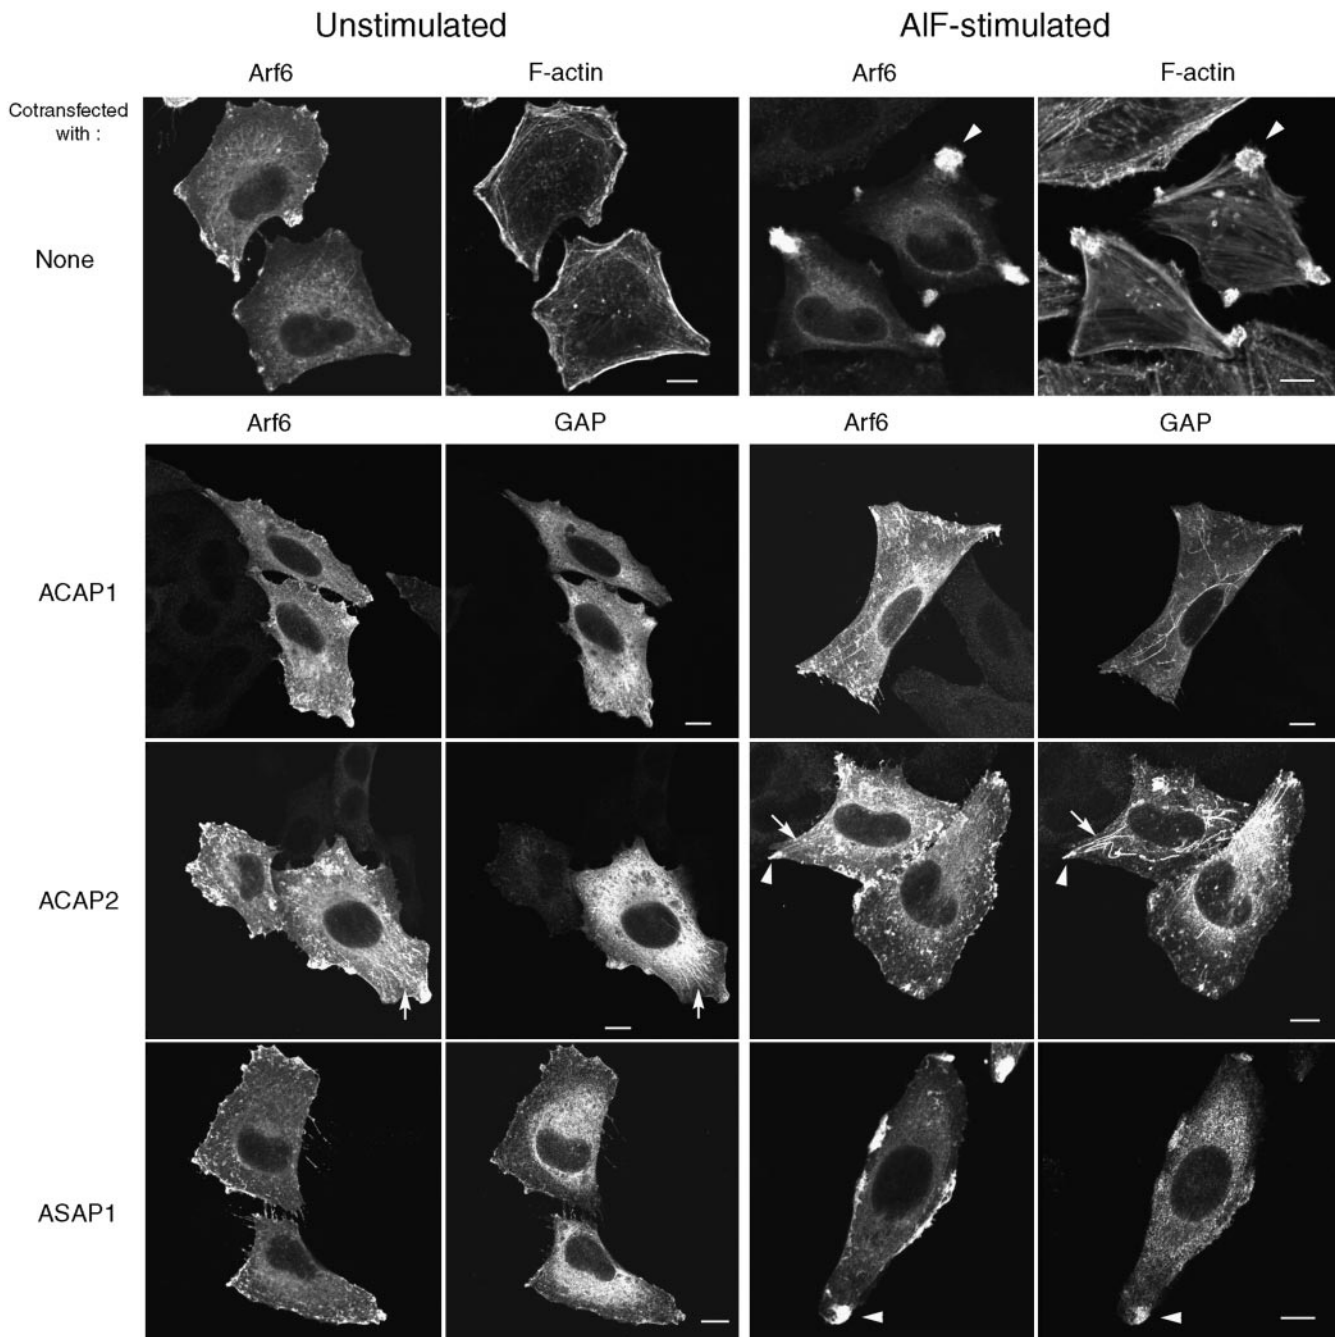 Unstimulated AlF-stimulated
Arf6 F-actin Arf6 F-actin
Cotransfected
with :
None
Arf6 GAP Arf6 GAP
ACAP1
ACAP2
ASAP1